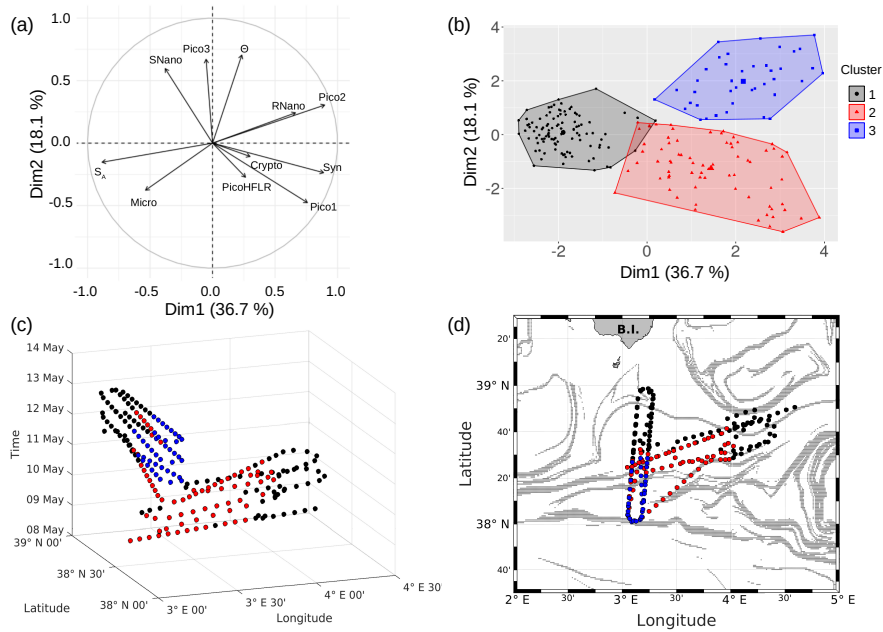 (a)
1.0
0.5
0.0
-0.5
-1.0
Dim2 (18.1 %)
SNano
Pico3
Θ
RNano
Pico2
S_A
Micro
Crypto
PicoHFLR
Syn
Pico1
-1.0 -0.5 0.0 0.5 1.0
Dim1 (36.7 %)
(b)
4
2
0
-2
Dim2 (18.1 %)
-2 0 2 4
Dim1 (36.7 %)
Cluster
1
2
3
(c)
14 May
13 May
12 May
11 May
10 May
09 May
08 May
Time
39° N 00'
38° N 30'
38° N 00'
Latitude
3° E 00'
3° E 30'
4° E 00'
4° E 30
Longitude
(d)
B.I.
20'
39° N
40'
20'
38° N
40'
Latitude
2° E 30' 3° E 30' 4° E 30' 5° E
Longitude